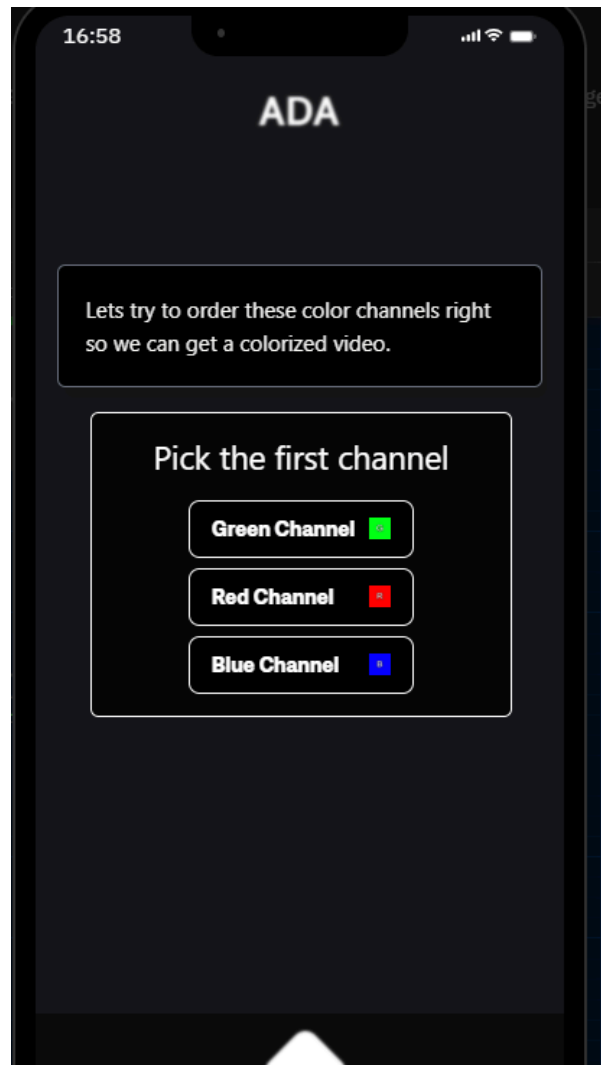 16:58
ADA
Lets try to order these color channels right
so we can get a colorized video.
Pick the first channel
Green Channel
Red Channel R
Blue Channel B